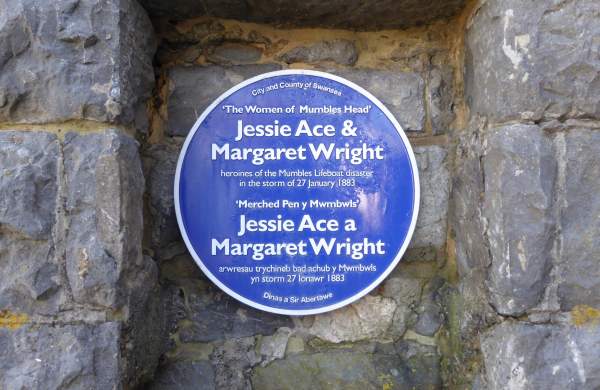 City and County of Swansea
'The Women of Mumbles Head'
Jessie Ace &
Margaret Wright
heroines of the Mumbles Lifeboat disaster
in the storm of 27 January 1883
'Merched Pen y Mwmbwls'
Jessie Ace a
Margaret Wright
arwresau trychineb bad achub y Mwmbwls
yn storm 27 Ionawr 1883
Dinas a Sir Abertawe